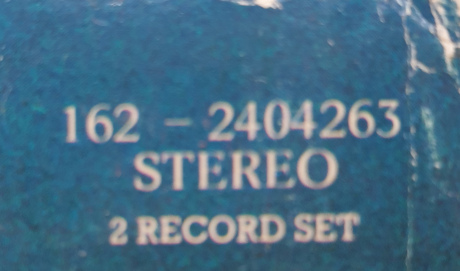 162 - 2404263
STEREO
2 RECORD SET